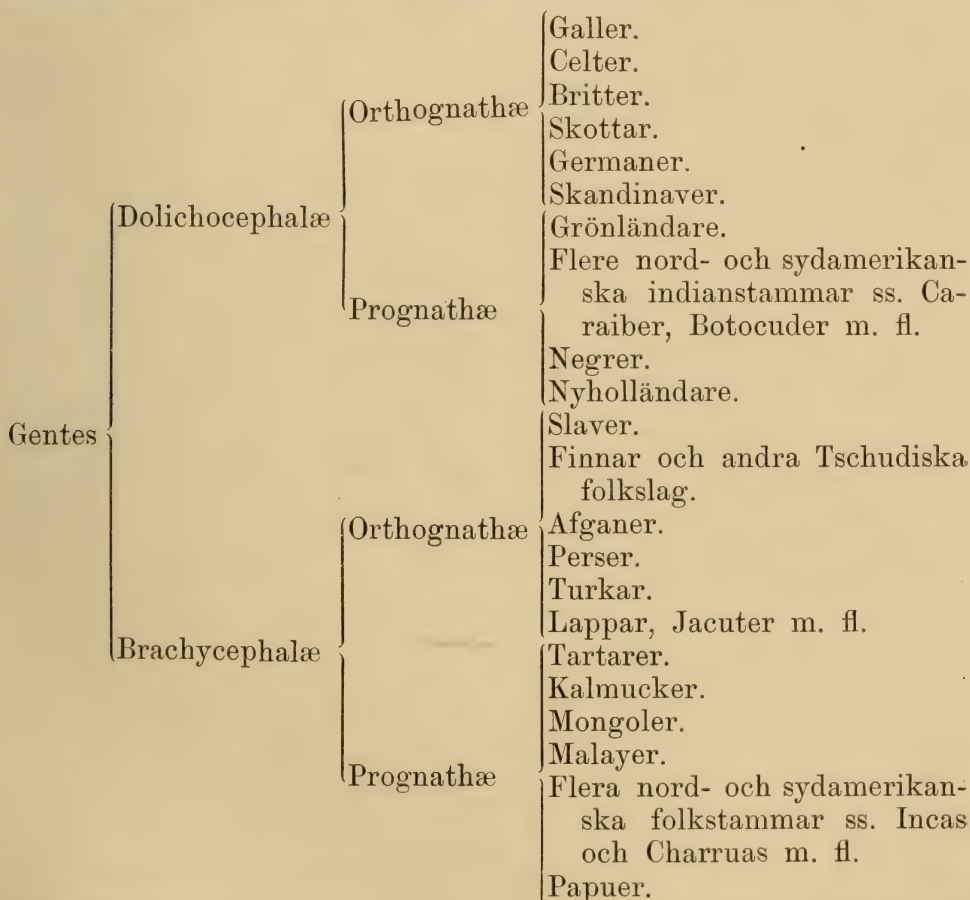 Galler.
Celter.
Orthognathæ
Britter.
Skottar.
Germaner.
Skandinaver.
Dolichocephalæ
Grönländare.
Flere nord- och sydamerikan-
ska indianstammar ss. Ca-
Prognathæ
raiber, Botocuder m. fl.
Negrer.
Nyholländare.
Gentes
Slaver.
Finnar och andra Tschudiska
folkslag.
Orthognathæ
Afganer.
Perser.
Turkar.
Lappar, Jacuter m. fl.
Brachycephalæ
Tartarer.
Kalmucker.
Mongoler.
Malayer.
Prognathæ
Flera nord- och sydamerikan-
ska folkstammar ss. Incas
och Charruas m. fl.
Papuer.